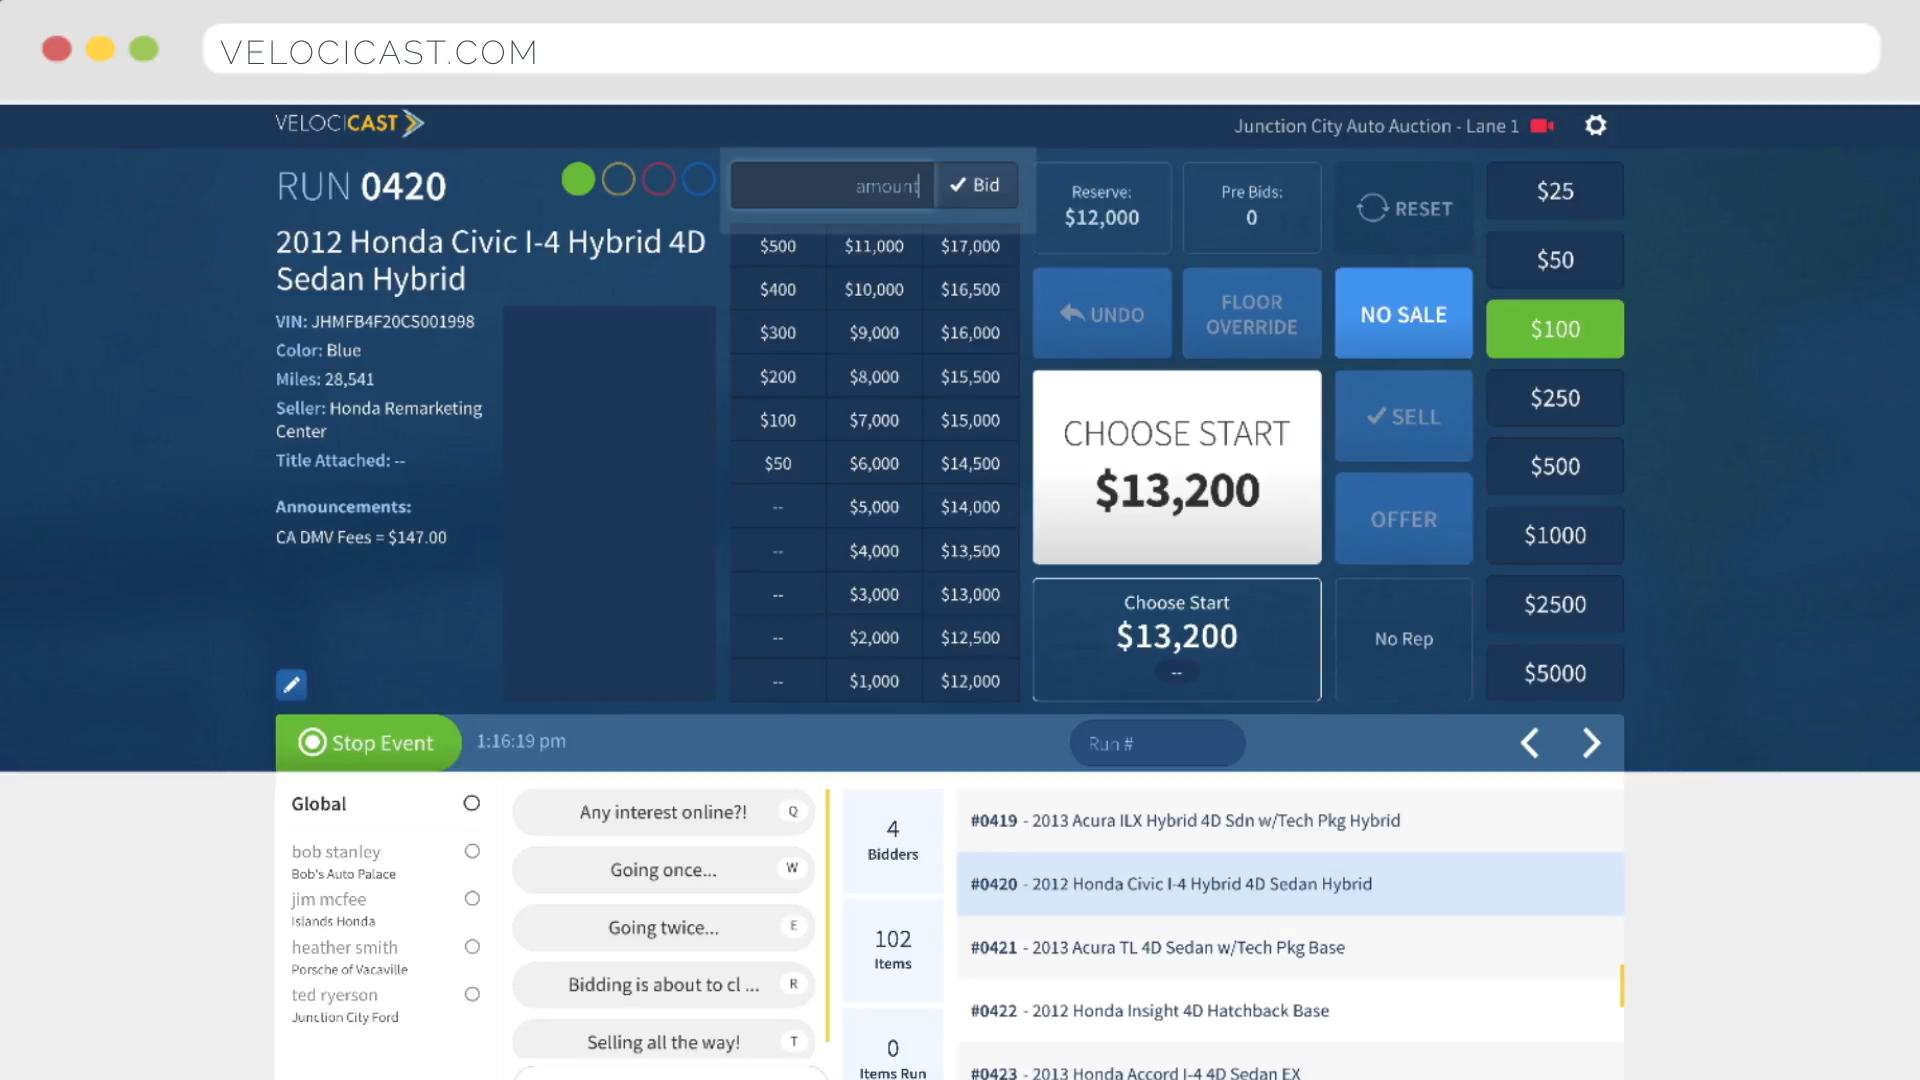 VELOCICAST.COM
VELOCICAST
Junction City Auto Auction - Lane 1
RUN 0420
2012 Honda Civic I-4 Hybrid 4D
Sedan Hybrid
VIN: JHMFB4F20CS001998
Color: Blue
Miles: 28,541
Seller: Honda Remarketing
Center
Title Attached: --
Announcements:
CA DMV Fees = $147.00
amount
Bid
$500 $11,000 $17,000
$400 $10,000 $16,500
$300 $9,000 $16,000
$200 $8,000 $15,500
$100 $7,000 $15,000
$50 $6,000 $14,500
-- $5,000 $14,000
-- $4,000 $13,500
-- $3,000 $13,000
-- $2,000 $12,500
-- $1,000 $12,000
Reserve:
$12,000
Pre Bids:
0
RESET
UNDO
FLOOR
OVERRIDE
NO SALE
CHOOSE START
$13,200
SELL
OFFER
Choose Start
$13,200
--
No Rep
$25
$50
$100
$250
$500
$1000
$2500
$5000
Stop Event
1:16:19 pm
Run #
Global
bob stanley
Bob's Auto Palace
jim mcfee
Islands Honda
heather smith
Porsche of Vacaville
ted ryerson
Junction City Ford
Any interest online?! Q
Going once... W
Going twice... E
Bidding is about to cl ... R
Selling all the way! T
4
Bidders
102
Items
0
Items Run
#0419 - 2013 Acura ILX Hybrid 4D Sdn w/Tech Pkg Hybrid
#0420 - 2012 Honda Civic I-4 Hybrid 4D Sedan Hybrid
#0421 - 2013 Acura TL 4D Sedan w/Tech Pkg Base
#0422 - 2012 Honda Insight 4D Hatchback Base
#0423 - 2013 Honda Accord I-4 4D Sedan EX